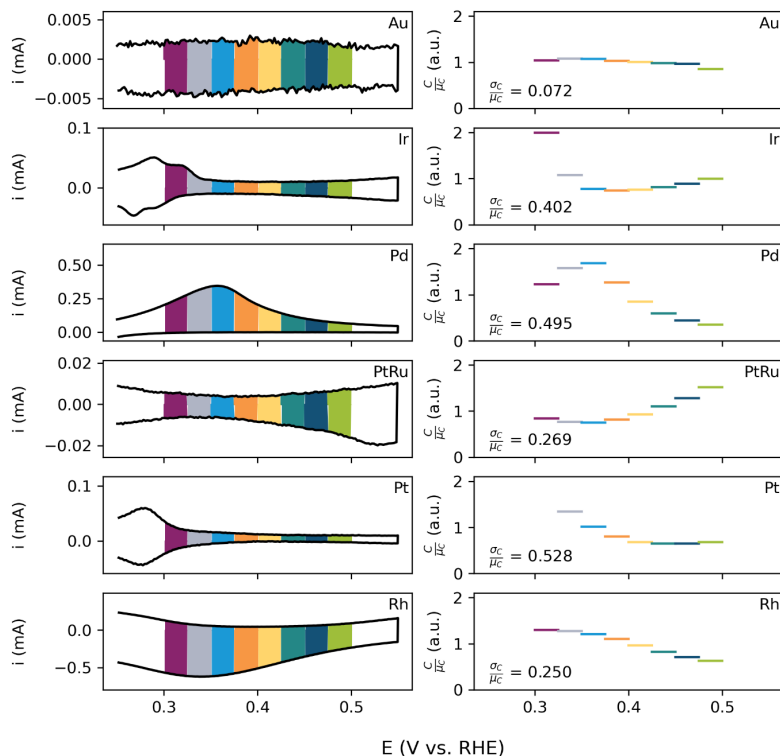 0.005
0.000
−0.005
i (mA)
Au
2
1
0
C/μC (a.u.)
σC/μC = 0.072
Au
0.1
0.0
i (mA)
Ir
2
1
0
C/μC (a.u.)
σC/μC = 0.402
Ir
0.50
0.25
0.00
i (mA)
Pd
2
1
0
C/μC (a.u.)
σC/μC = 0.495
Pd
0.02
0.00
−0.02
i (mA)
PtRu
2
1
0
C/μC (a.u.)
σC/μC = 0.269
PtRu
0.1
0.0
i (mA)
Pt
2
1
0
C/μC (a.u.)
σC/μC = 0.528
Pt
0.0
−0.5
i (mA)
Rh
2
1
0
C/μC (a.u.)
σC/μC = 0.250
Rh
0.3 0.4 0.5
0.3 0.4 0.5
E (V vs. RHE)